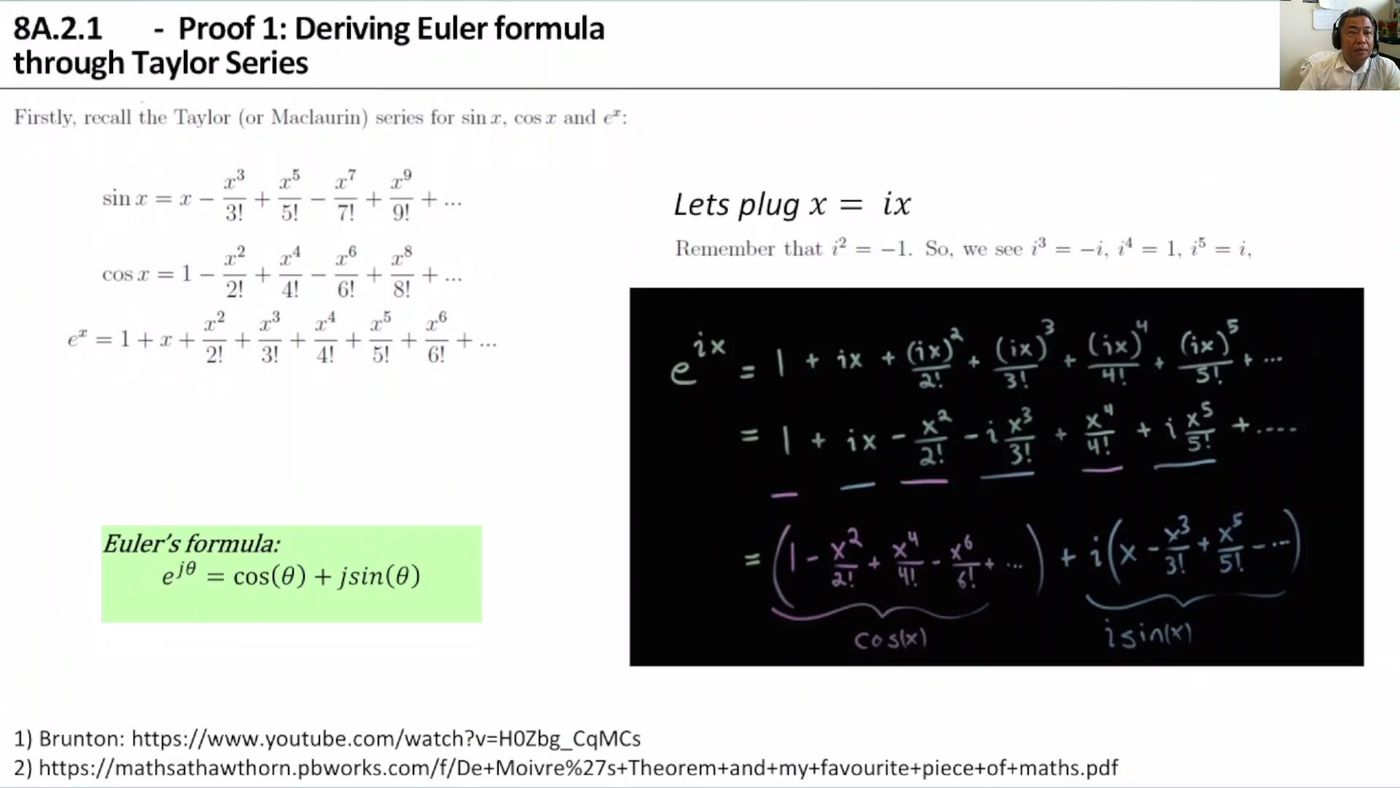 8A.2.1 - Proof 1: Deriving Euler formula
through Taylor Series
Firstly, recall the Taylor (or Maclaurin) series for sin x, cos x and e^x:
sin x = x − x^3/3! + x^5/5! − x^7/7! + x^9/9! + ...
cos x = 1 − x^2/2! + x^4/4! − x^6/6! + x^8/8! + ...
e^x = 1 + x + x^2/2! + x^3/3! + x^4/4! + x^5/5! + x^6/6! + ...
Euler's formula:
e^{jθ} = cos(θ) + jsin(θ)
Lets plug x = ix
Remember that i^2 = −1. So, we see i^3 = −i, i^4 = 1, i^5 = i,
e^{ix} = 1 + ix + (ix)^2/2! + (ix)^3/3! + (ix)^4/4! + (ix)^5/5! + ...
= 1 + ix − x^2/2! − i x^3/3! + x^4/4! + i x^5/5! + ....
= (1 − x^2/2! + x^4/4! − x^6/6! + ...) + i(x − x^3/3! + x^5/5! − ...)
cos(x) i sin(x)
1) Brunton: https://www.youtube.com/watch?v=H0Zbg_CqMCs
2) https://mathsathawthorn.pbworks.com/f/De+Moivre%27s+Theorem+and+my+favourite+piece+of+maths.pdf